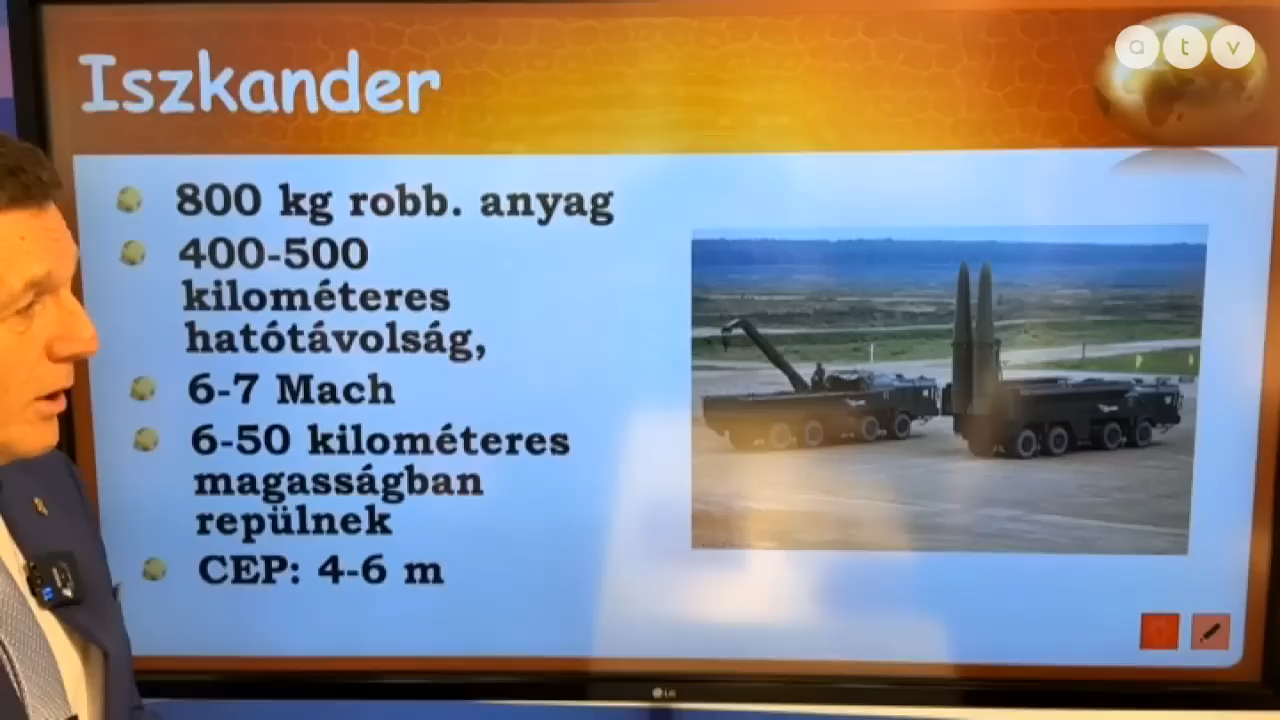 atv
Iszkander
800 kg robb. anyag
400-500
kilométeres
hatótávolság,
6-7 Mach
6-50 kilométeres
magasságban
repülnek
CEP: 4-6 m
LG